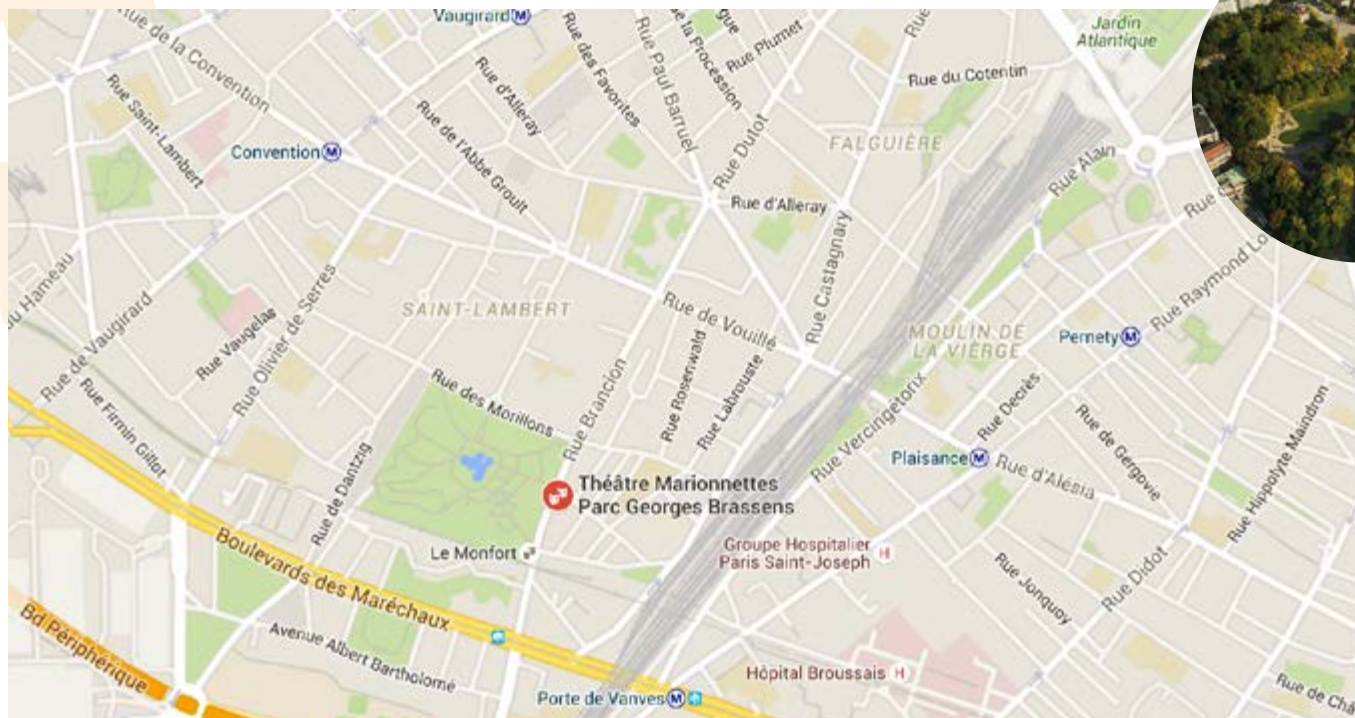 Vaugirard M
Rue de la Convention
Rue Saint-Lambert
Convention M
Rue d'Alleray
Rue des Favorites
Rue Paul Barruel
Rue Plumet
Rue de l'Abbé Groult
Rue Dutot
Rue du Cotentin
Jardin
Atlantique
FALGUIÈRE
Rue Alain
Rue d'Alleray
Rue Castagnary
SAINT-LAMBERT
Rue de Vaugirard
Rue Vaugelas
Rue Olivier de Serres
Rue de Vouillé
MOULIN DE
LA VIERGE
Pernety M
Rue Raymond Lo
Rue Firmin Gillot
Rue des Morillons
Rue Brancion
Rue Rosenwald
Rue Labrouste
Rue Vercingétorix
Rue Decrès
Rue de Gergovie
Rue Hippolyte Maindron
Plaisance M
Rue d'Alésia
Rue de Dantzig
Théâtre Marionnettes
Parc Georges Brassens
Le Monfort
Groupe Hospitalier
Paris Saint-Joseph H
Rue Jonquoy
Rue Didot
Boulevards des Maréchaux
Bd Périphérique
Avenue Albert Bartholomé
Hôpital Broussais H
Porte de Vanves M
Rue de Châ